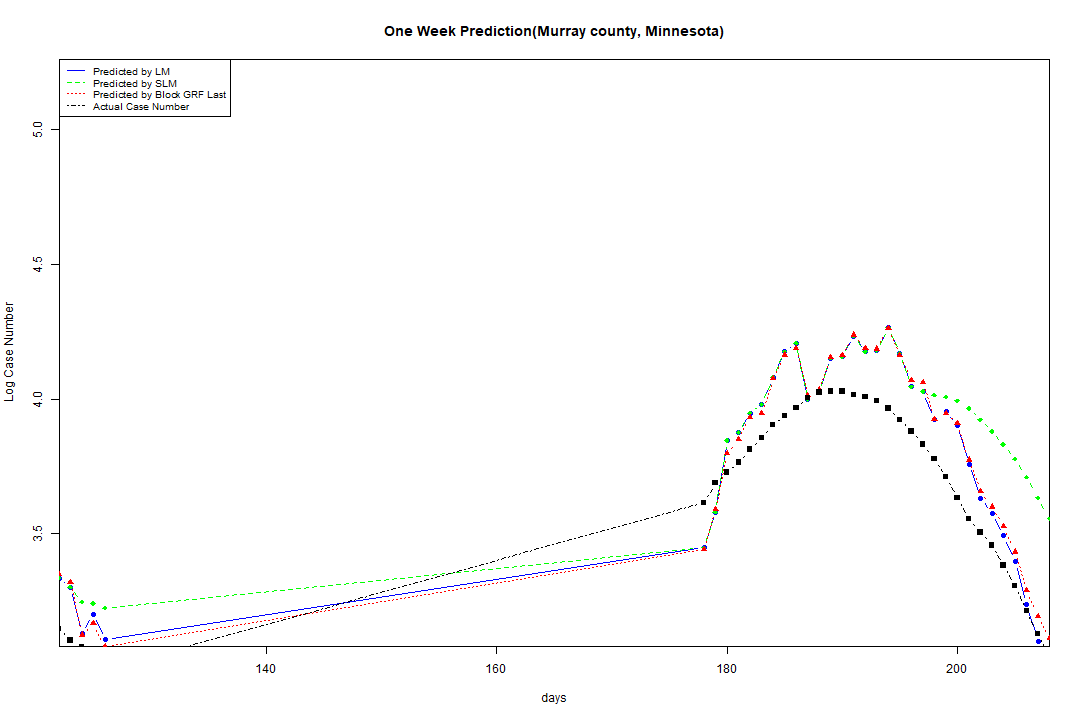 One Week Prediction(Murray county, Minnesota)
Predicted by LM
Predicted by SLM
Predicted by Block GRF Last
Actual Case Number
5.0
4.5
4.0
3.5
Log Case Number
140 160 180 200
days